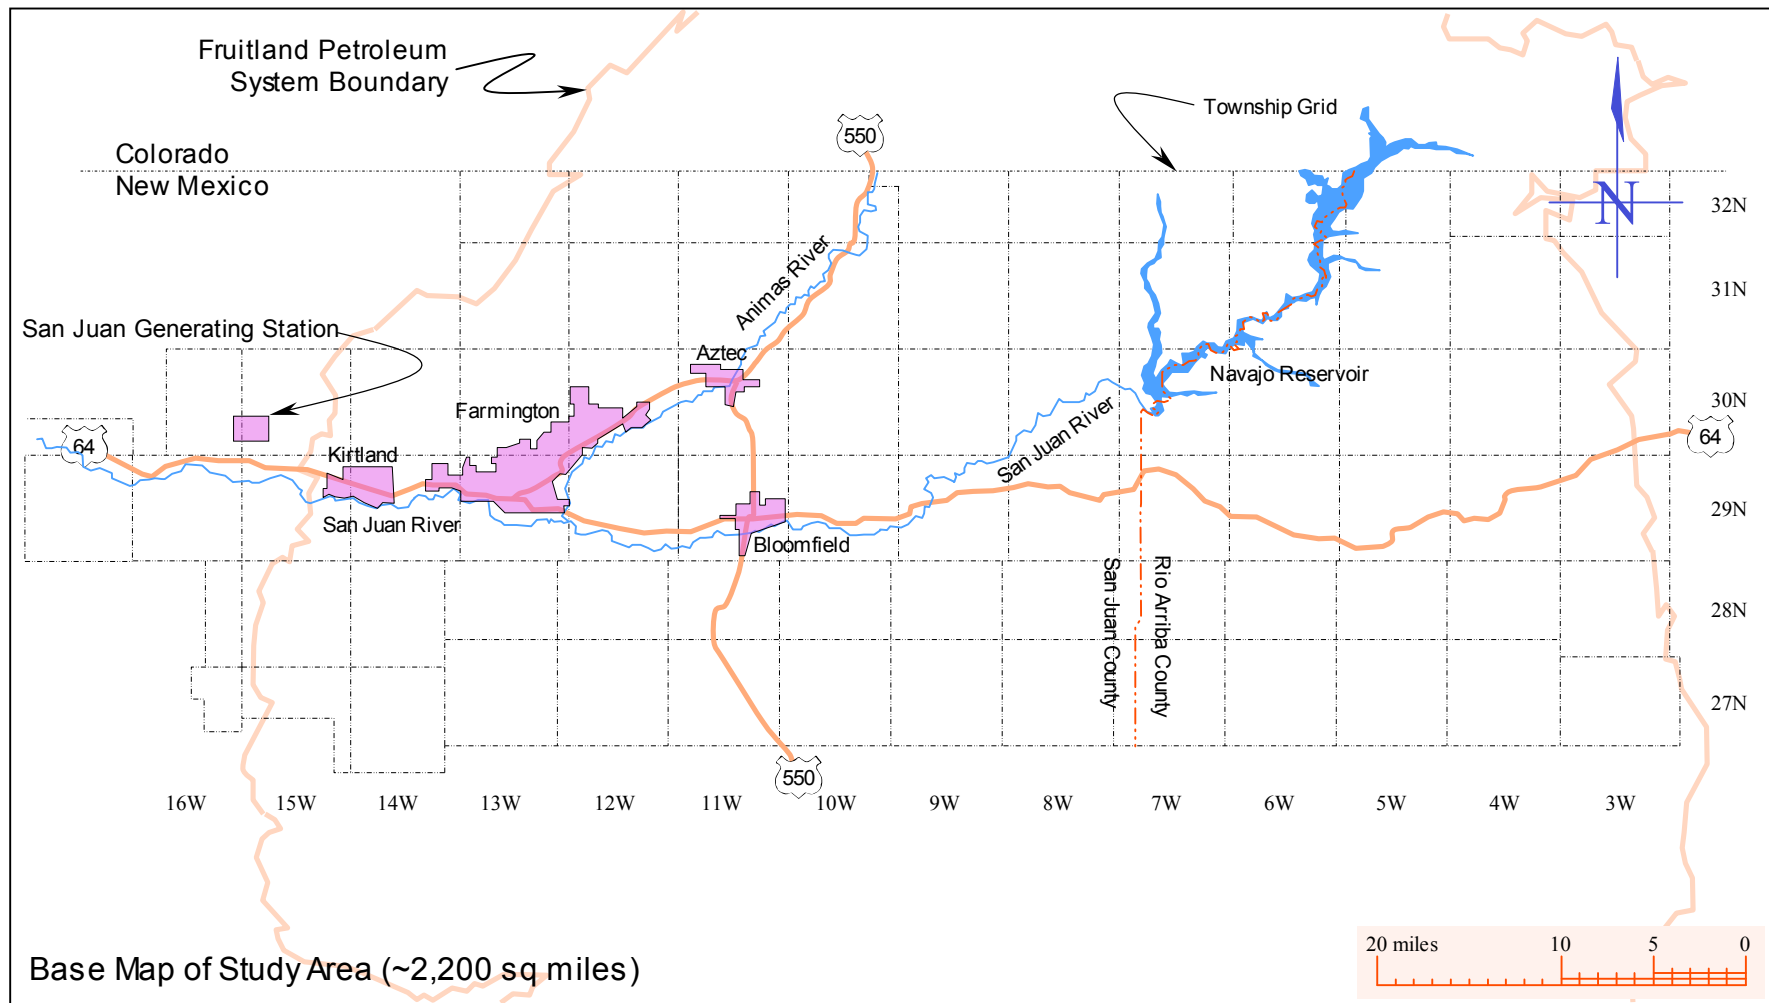 Fruitland Petroleum
System Boundary
Township Grid
550
Colorado
New Mexico
N
32N
Animas River
31N
San Juan Generating Station
Aztec
Navajo Reservoir
30N
Farmington
San Juan River
64
64
Kirtland
29N
San Juan River
Bloomfield
San Juan County
Rio Arriba County
28N
27N
550
16W 15W 14W 13W 12W 11W 10W 9W 8W 7W 6W 5W 4W 3W
20 miles 10 5 0
Base Map of Study Area (~2,200 sq miles)